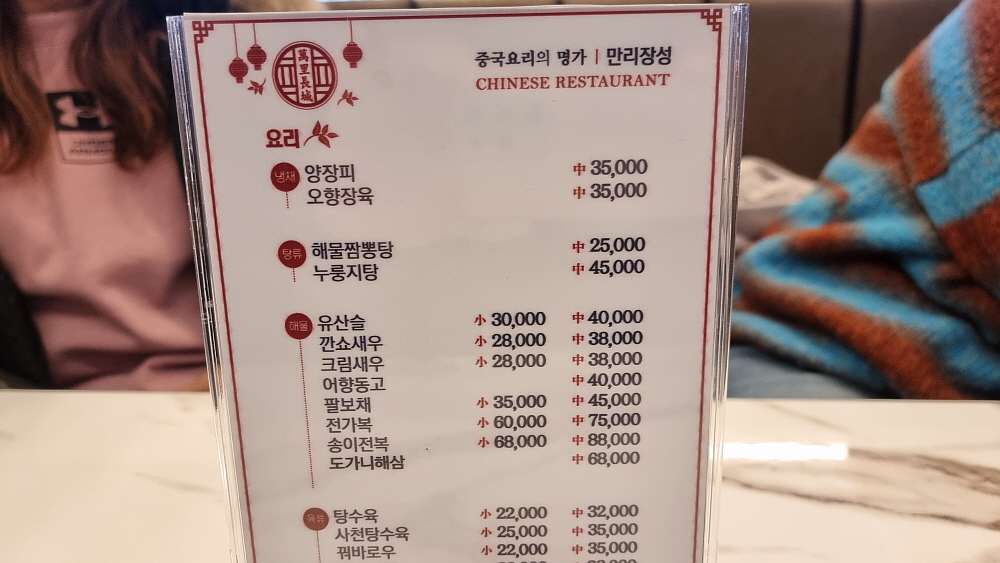 萬里長城
중국요리의 명가 | 만리장성
CHINESE RESTAURANT
요리
냉채 양장피 中 35,000
오향장육 中 35,000
탕류 해물짬뽕탕 中 25,000
누룽지탕 中 45,000
해물 유산슬 小 30,000 中 40,000
깐쇼새우 小 28,000 中 38,000
크림새우 小 28,000 中 38,000
어향동고 中 40,000
팔보채 小 35,000 中 45,000
전가복 小 60,000 中 75,000
송이전복 小 68,000 中 88,000
도가니해삼 中 68,000
육류 탕수육 小 22,000 中 32,000
사천탕수육 小 25,000 中 35,000
꿔바로우 小 22,000 中 35,000